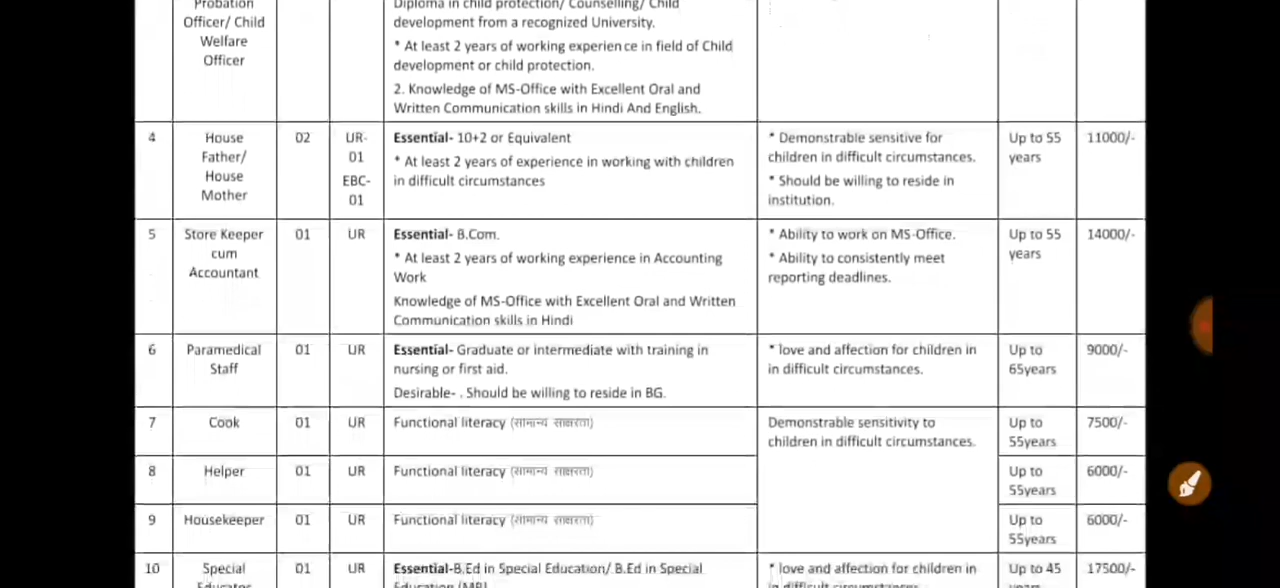 Probation
Officer/ Child
Welfare
Officer
Diploma in child protection/ Counselling/ Child
development from a recognized University.
* At least 2 years of working experience in field of Child
development or child protection.
2. Knowledge of MS-Office with Excellent Oral and
Written Communication skills in Hindi And English.
4
House
Father/
House
Mother
02
UR-
01
EBC-
01
Essential- 10+2 or Equivalent
* At least 2 years of experience in working with children
in difficult circumstances
* Demonstrable sensitive for
children in difficult circumstances.
* Should be willing to reside in
institution.
Up to 55
years
11000/-
5
Store Keeper
cum
Accountant
01
UR
Essential- B.Com.
* At least 2 years of working experience in Accounting
Work
Knowledge of MS-Office with Excellent Oral and Written
Communication skills in Hindi
* Ability to work on MS-Office.
* Ability to consistently meet
reporting deadlines.
Up to 55
years
14000/-
6
Paramedical
Staff
01
UR
Essential- Graduate or intermediate with training in
nursing or first aid.
Desirable- . Should be willing to reside in BG.
* love and affection for children in
in difficult circumstances.
Up to
65years
9000/-
7
Cook
01
UR
Functional literacy (सामान्य साक्षरता)
Demonstrable sensitivity to
children in difficult circumstances.
Up to
55years
7500/-
8
Helper
01
UR
Functional literacy (सामान्य साक्षरता)
Up to
55years
6000/-
9
Housekeeper
01
UR
Functional literacy (सामान्य साक्षरता)
Up to
55years
6000/-
10
Special
Educator
01
UR
Essential-B.Ed in Special Education/ B.Ed in Special
Education (MR)
* love and affection for children in
in difficult circumstances
Up to 45
years
17500/-